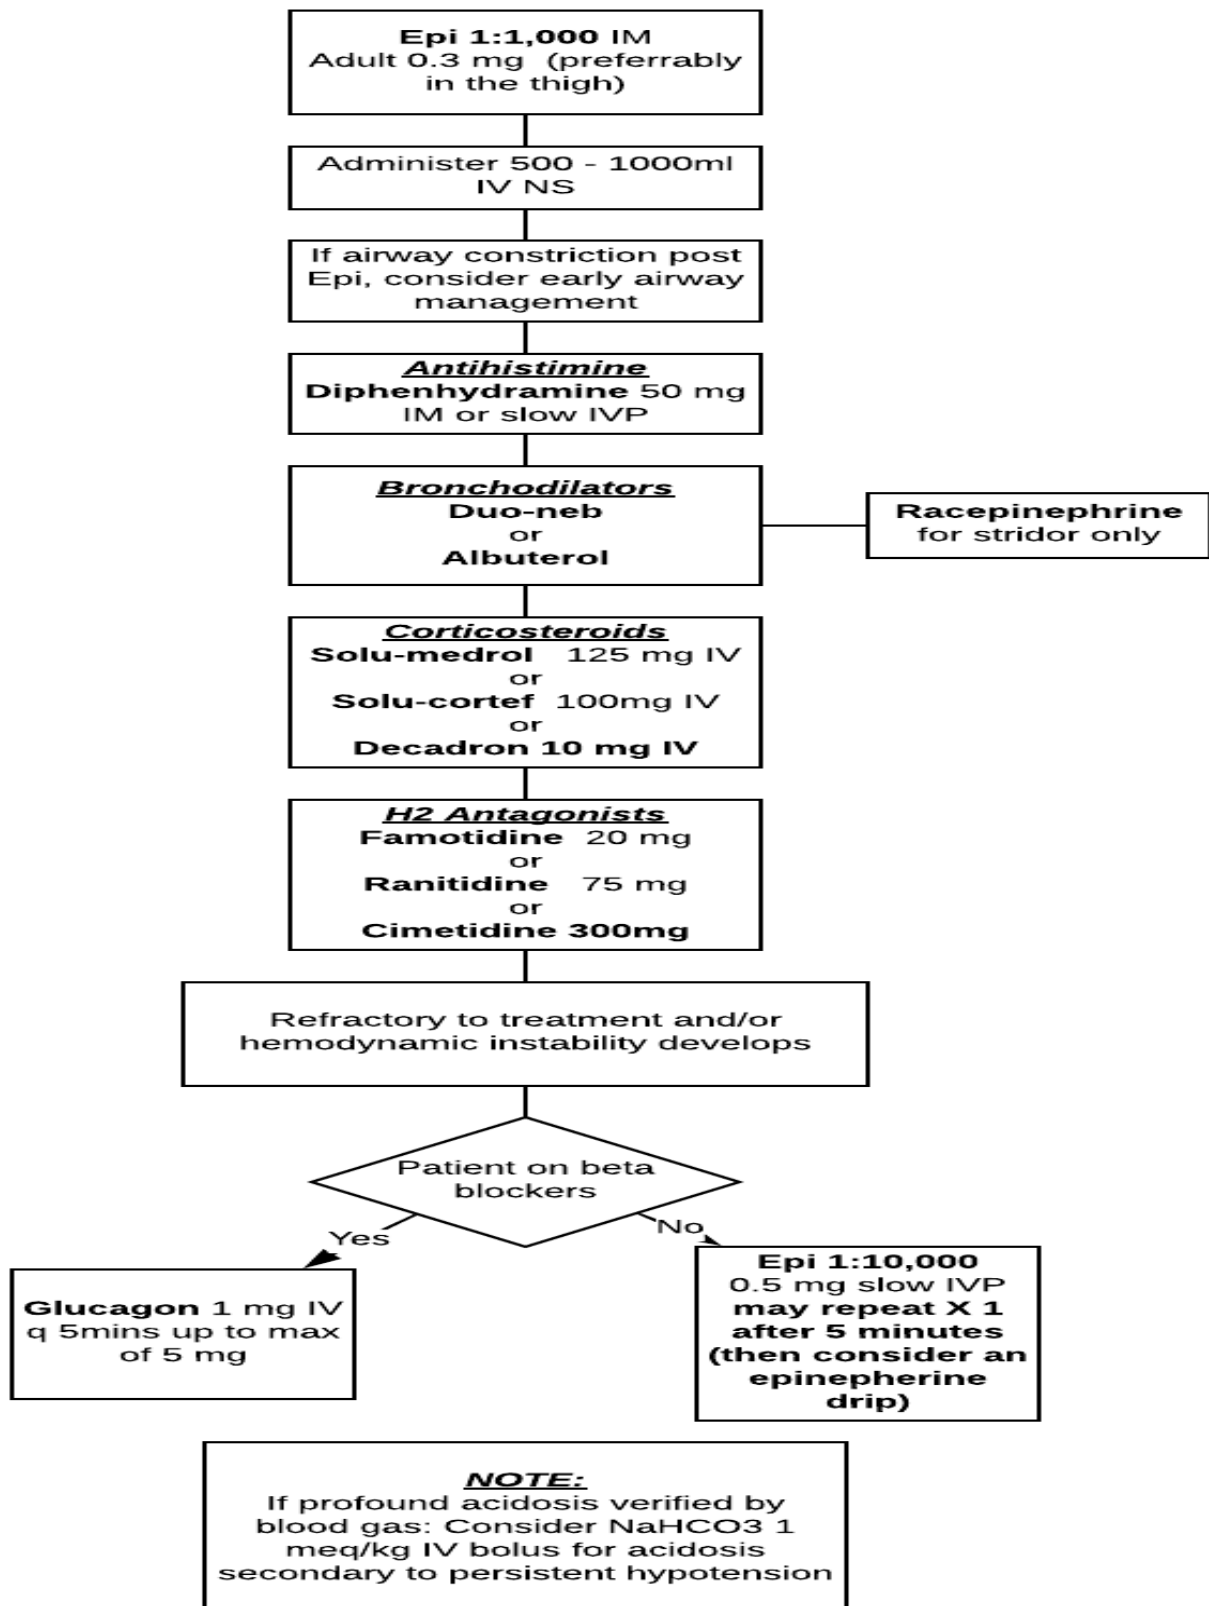 Epi 1:1,000 IM
Adult 0.3 mg (preferrably
in the thigh)
Administer 500 - 1000ml
IV NS
If airway constriction post
Epi, consider early airway
management
Antihistimine
Diphenhydramine 50 mg
IM or slow IVP
Bronchodilators
Duo-neb
or
Albuterol
Racepinephrine
for stridor only
Corticosteroids
Solu-medrol 125 mg IV
or
Solu-cortef 100mg IV
or
Decadron 10 mg IV
H2 Antagonists
Famotidine 20 mg
or
Ranitidine 75 mg
or
Cimetidine 300mg
Refractory to treatment and/or
hemodynamic instability develops
Patient on beta
blockers
Yes
No
Glucagon 1 mg IV
q 5mins up to max
of 5 mg
Epi 1:10,000
0.5 mg slow IVP
may repeat X 1
after 5 minutes
(then consider an
epinepherine
drip)
NOTE:
If profound acidosis verified by
blood gas: Consider NaHCO3 1
meq/kg IV bolus for acidosis
secondary to persistent hypotension